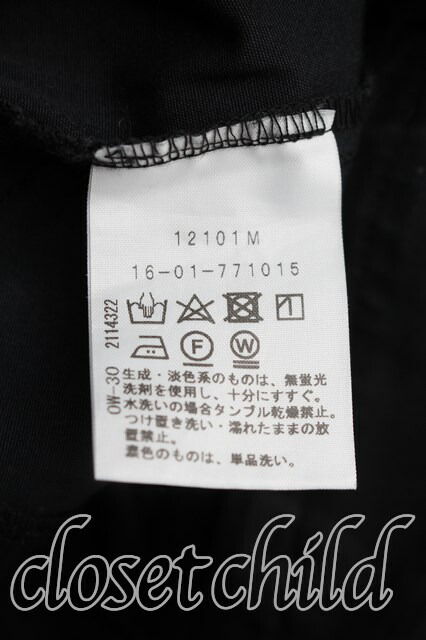 12101M
16-01-771015
2114322
F
W
0W-30
生成・淡色系のものは、無蛍光
洗剤を使用し、十分にすすぐ。
水洗いの場合タンブル乾燥禁止。
つけ置き洗い・濡れたままの放
置禁止。
濃色のものは、単品洗い。
closet child